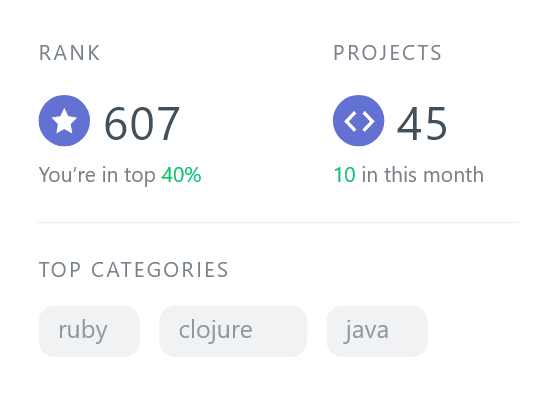 RANK
607
You're in top 40%
PROJECTS
45
10 in this month
TOP CATEGORIES
ruby
clojure
java